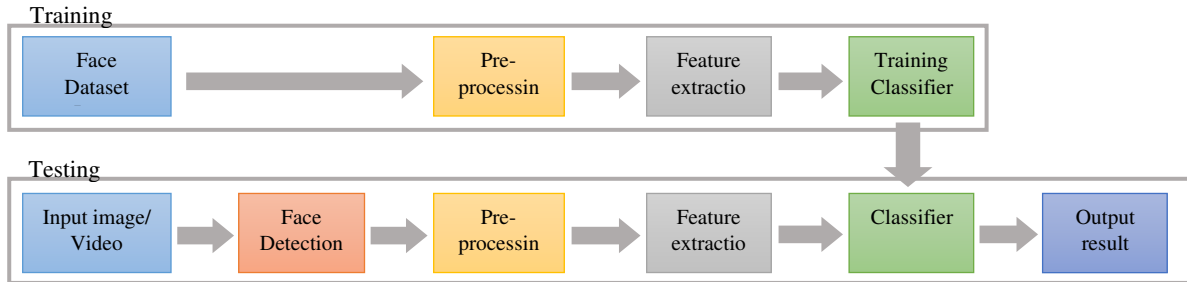 Training
Face
Dataset
Pre-
processin
Feature
extractio
Training
Classifier
Testing
Input image/
Video
Face
Detection
Pre-
processin
Feature
extractio
Classifier
Output
result